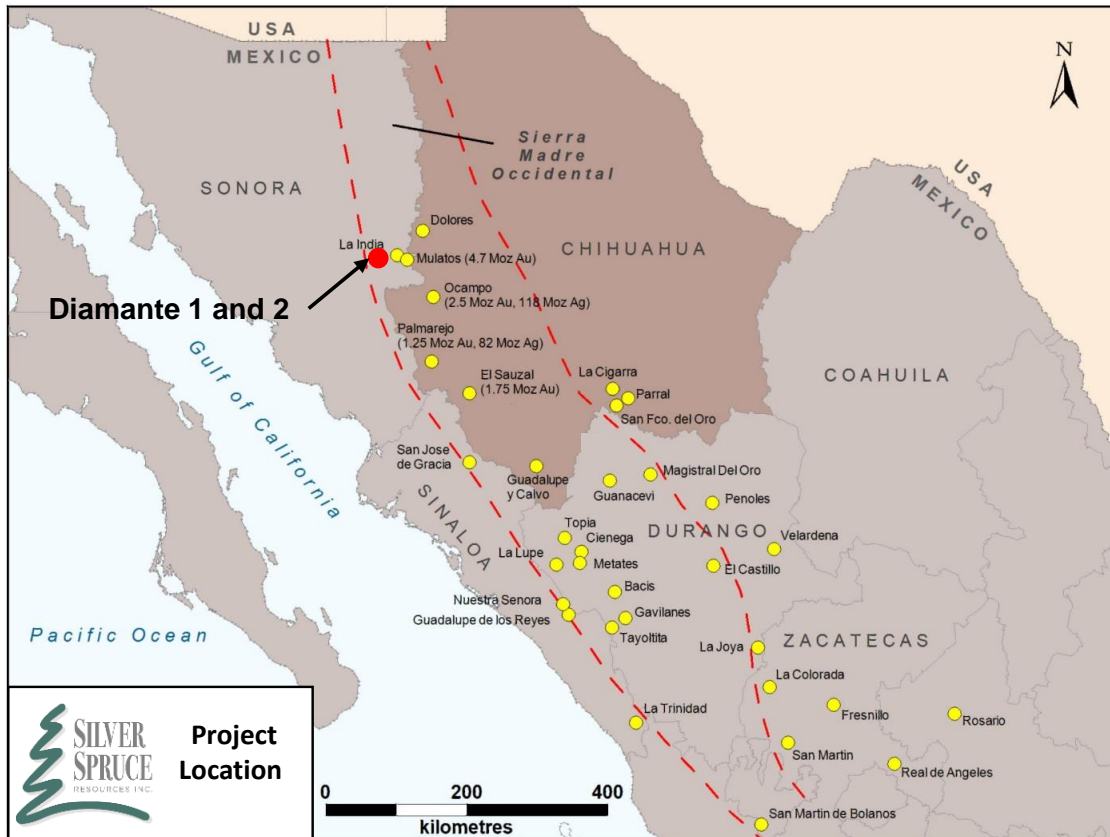 USA
MEXICO
N
Sierra
Madre
Occidental
USA
MEXICO
SONORA
Dolores
CHIHUAHUA
La India
Mulatos (4.7 Moz Au)
Diamante 1 and 2
Ocampo
(2.5 Moz Au, 118 Moz Ag)
Palmarejo
(1.25 Moz Au, 82 Moz Ag)
El Sauzal
(1.75 Moz Au)
La Cigarra
Parral
San Fco. del Oro
COAHUILA
Gulf of California
San Jose
de Gracia
Guadalupe
y Calvo
Guanacevi
Magistral Del Oro
Penoles
SINALOA
DURANGO
Topia
Cienega
La Lupe
Metates
Velardena
El Castillo
Bacis
Nuestra Senora
Guadalupe de los Reyes
Gavilanes
Tayoltita
Pacific Ocean
La Joya
ZACATECAS
La Colorada
Fresnillo
Rosario
La Trinidad
San Martin
Real de Angeles
San Martin de Bolanos
SILVER
SPRUCE
RESOURCES INC.
Project
Location
0 200 400
kilometres